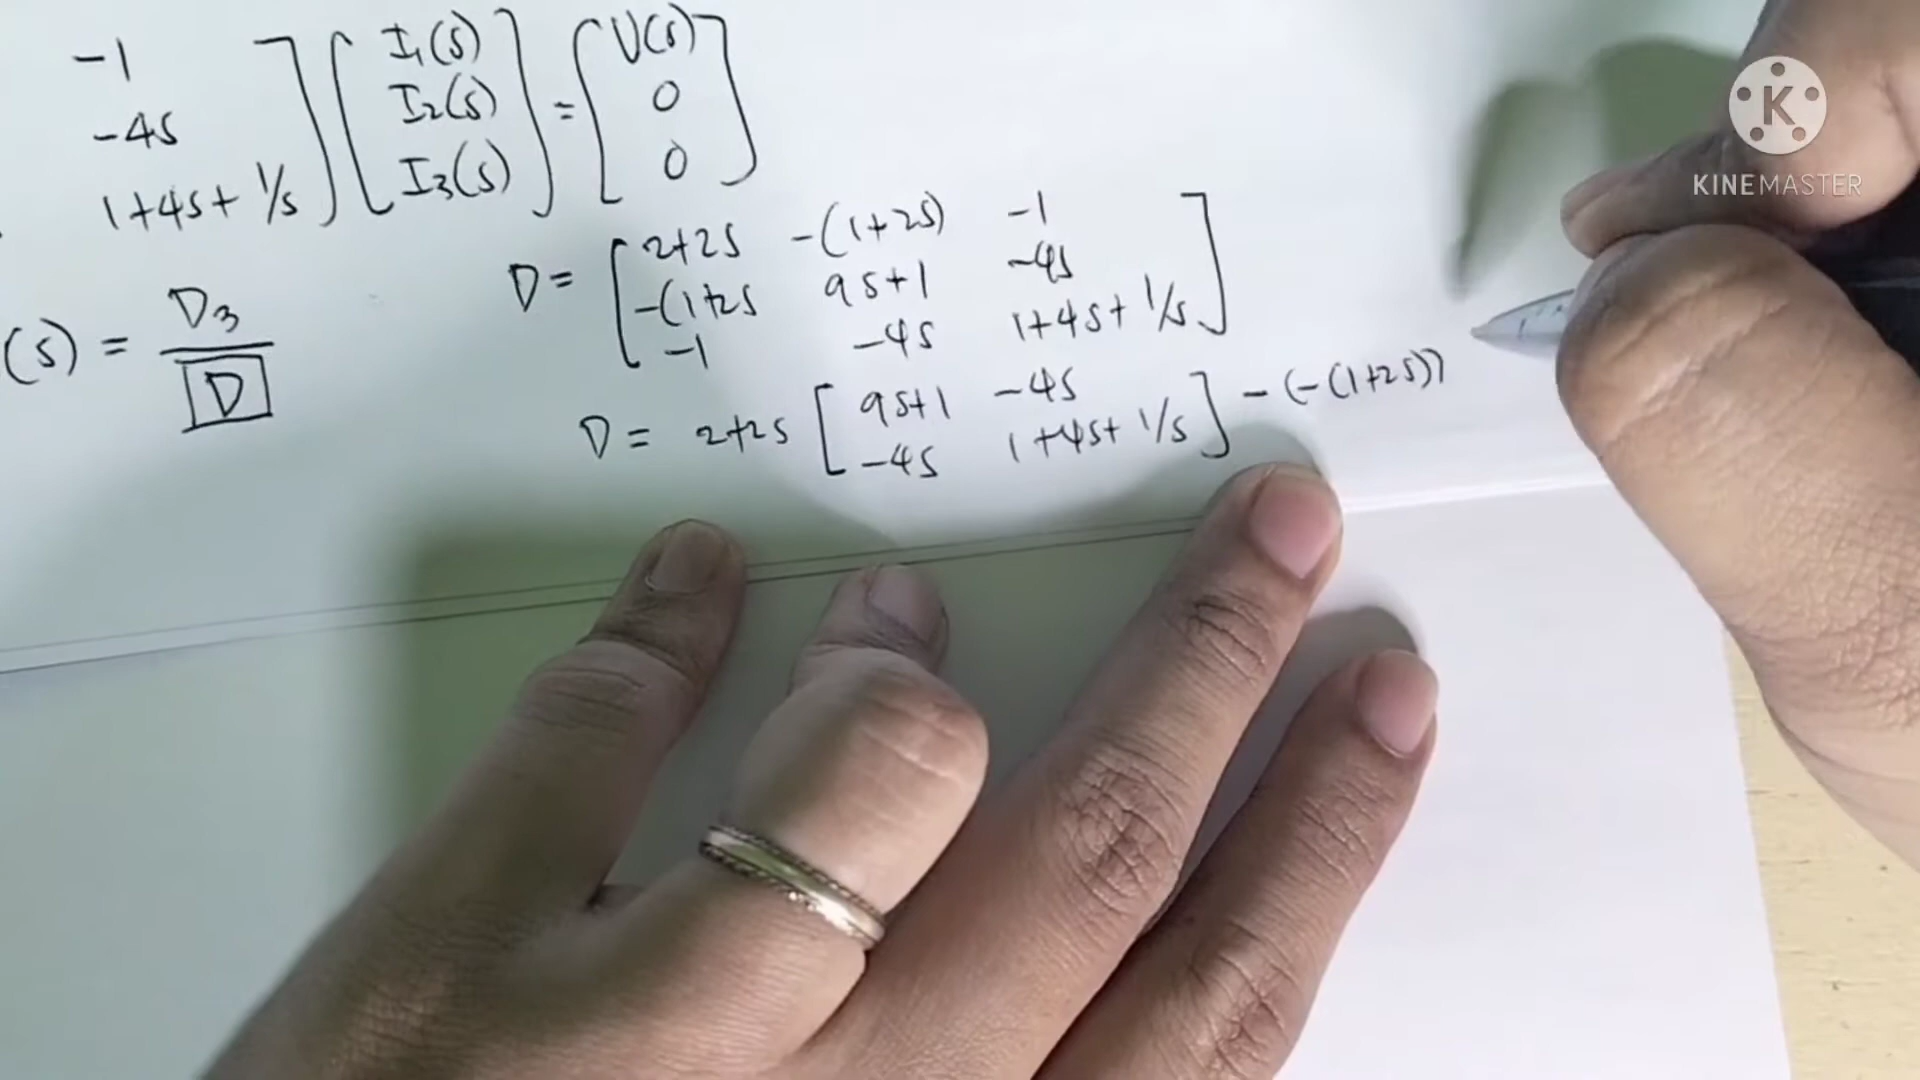 -1 ] [ I1(s) ] = [ V(s) ]
-4s I2(s) 0
1+4s+ 1/s I3(s) 0
(s) = D3 / D
D = [ 2+2s -(1+2s) -1 ]
-(1+2s 9s+1 -4s
-1 -4s 1+4s+ 1/s
D = 2+2s [ 9s+1 -4s ] - (-(1+2s))
-4s 1+4s+ 1/s
K
KINEMASTER